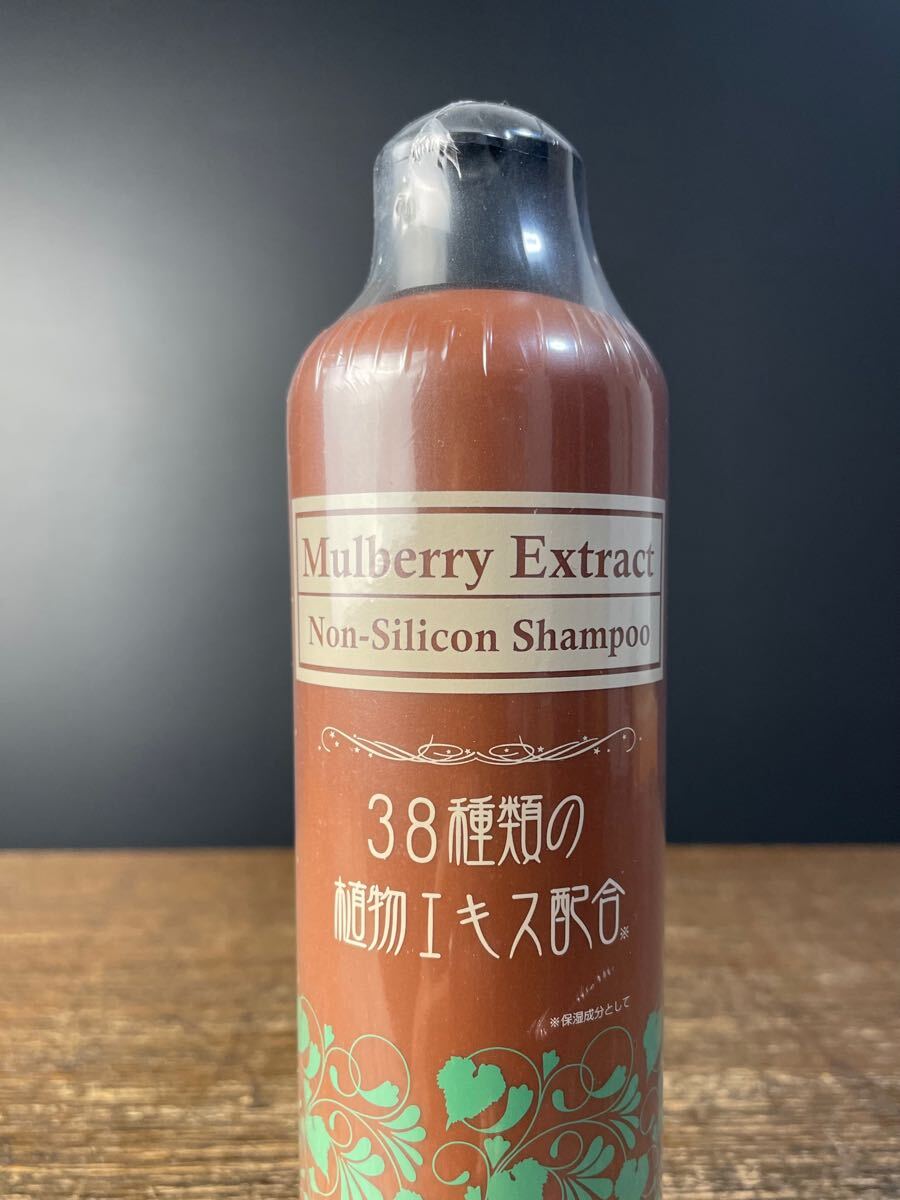 Mulberry Extract
Non-Silicon Shampoo
38種類の
植物エキス配合※
※保湿成分として